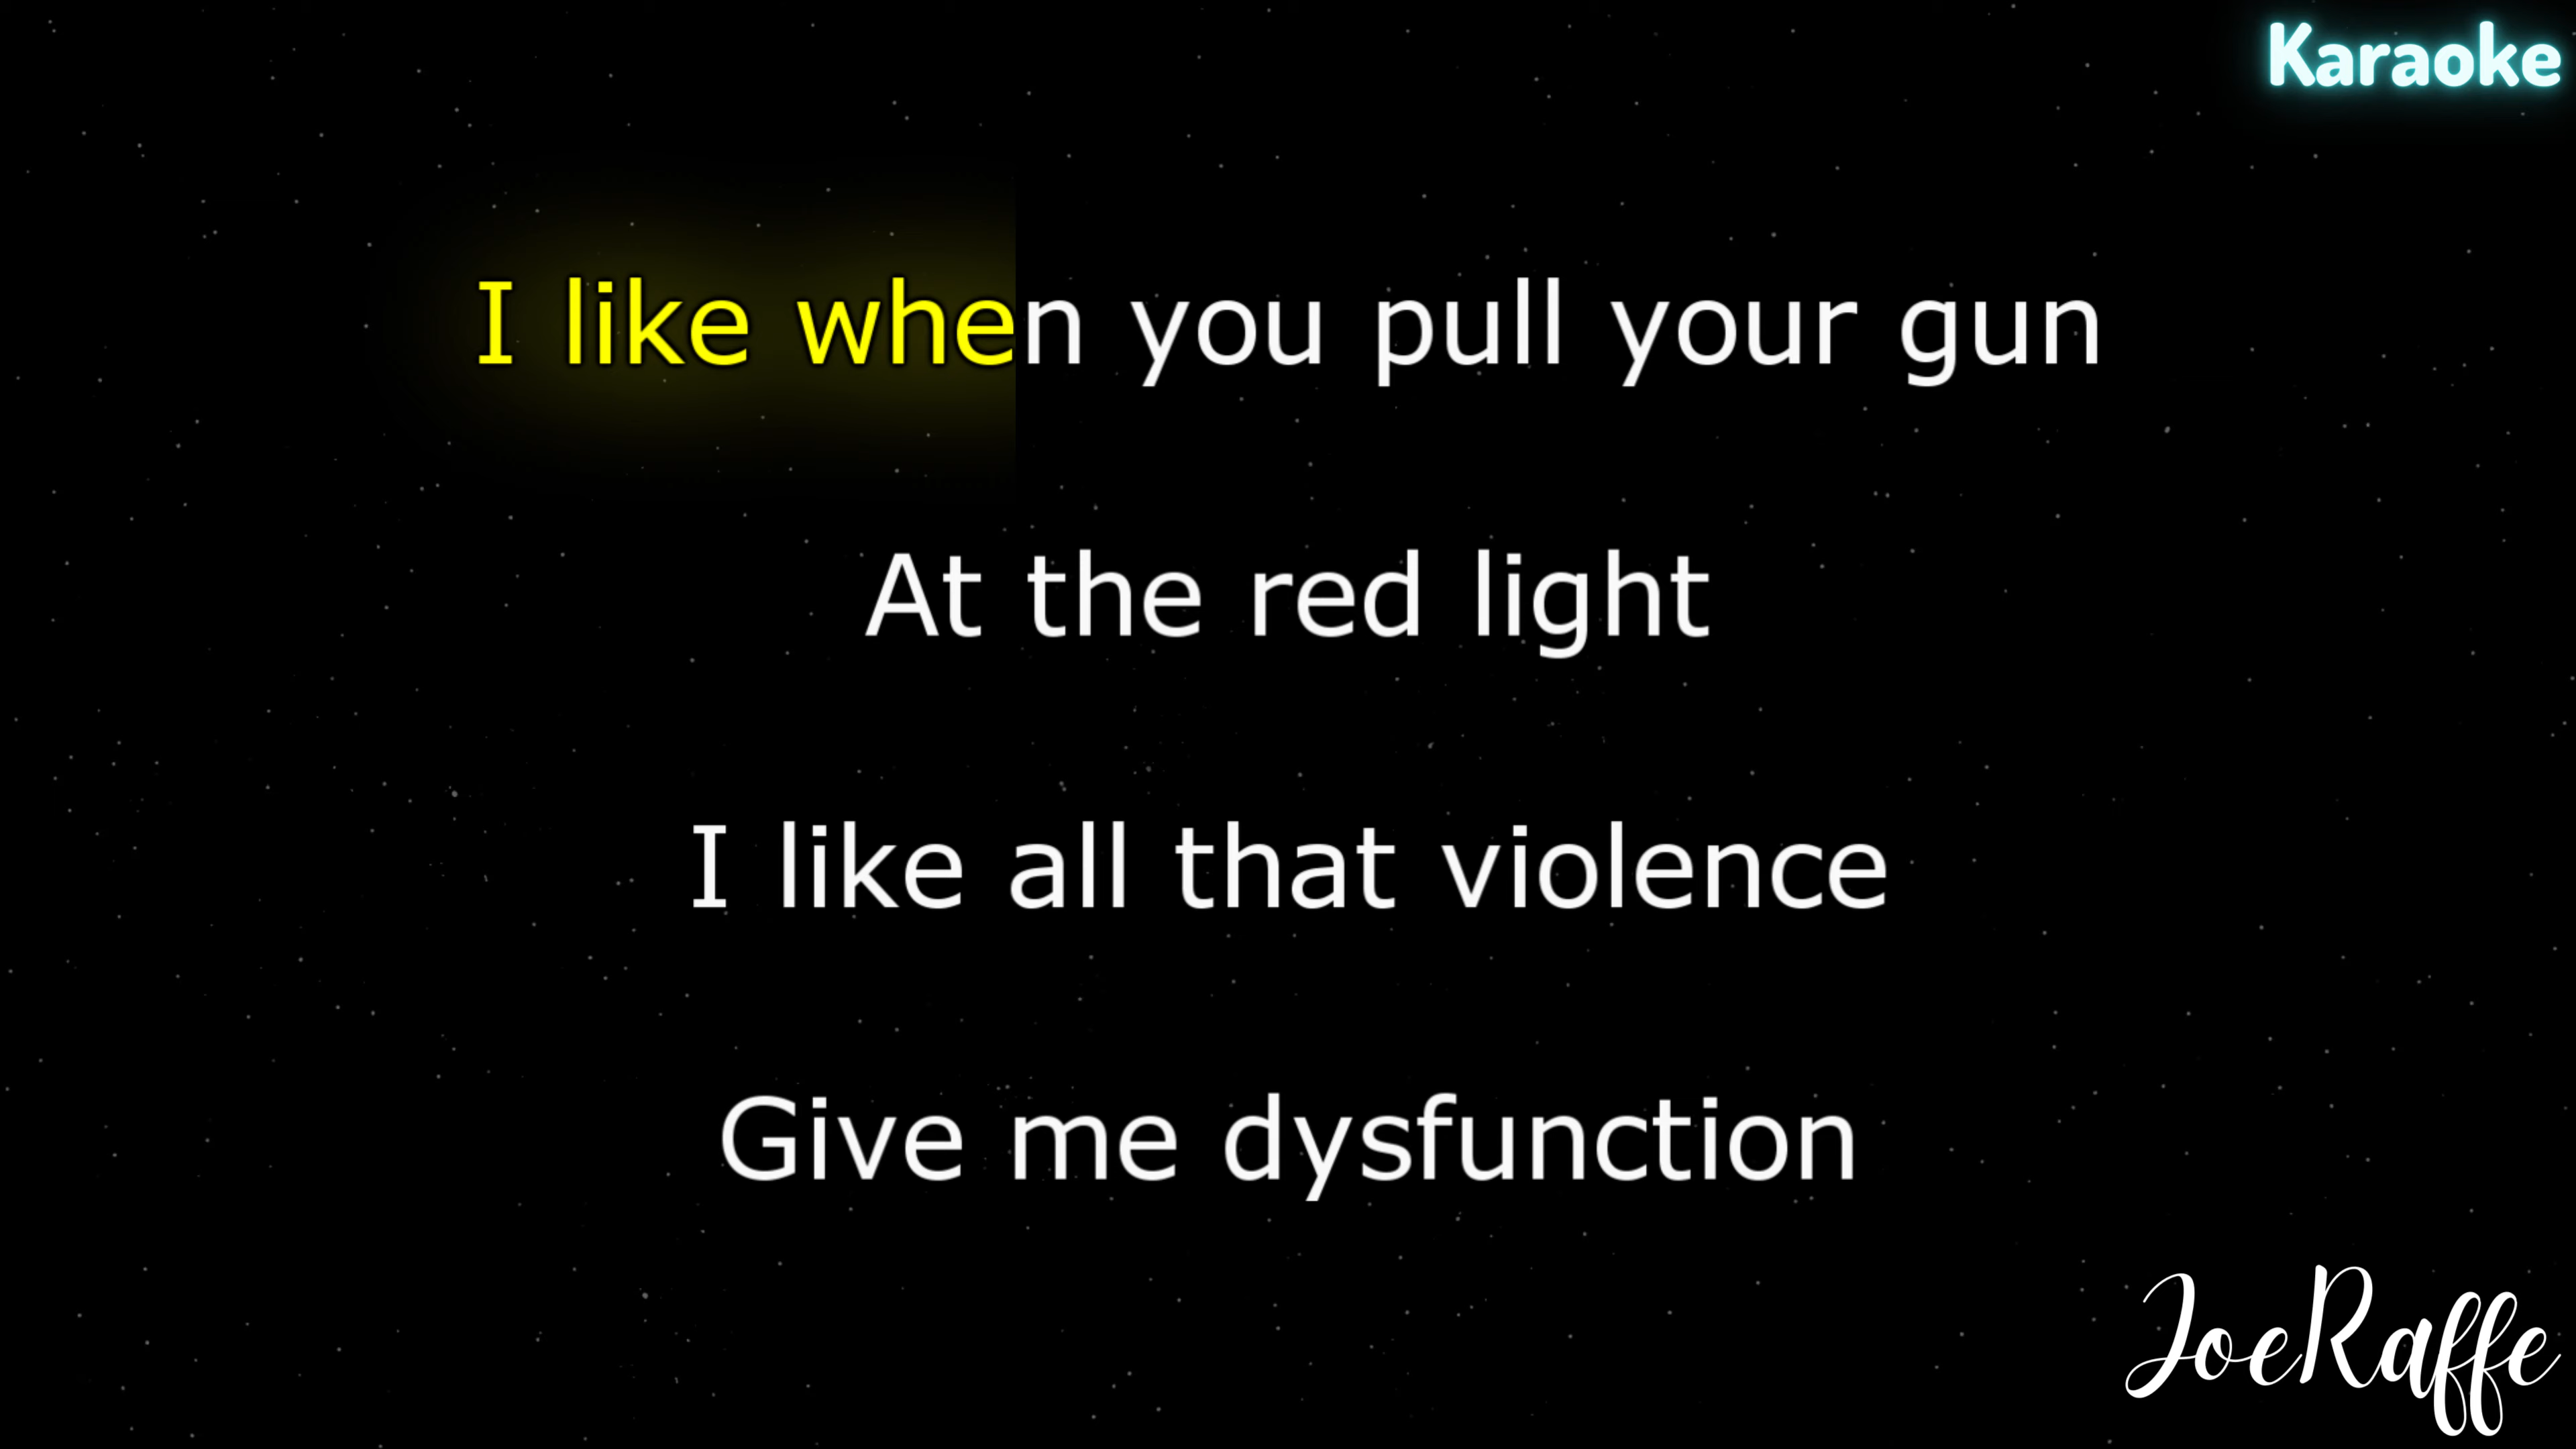 Karaoke
I like when you pull your gun
At the red light
I like all that violence
Give me dysfunction
JoeRaffe